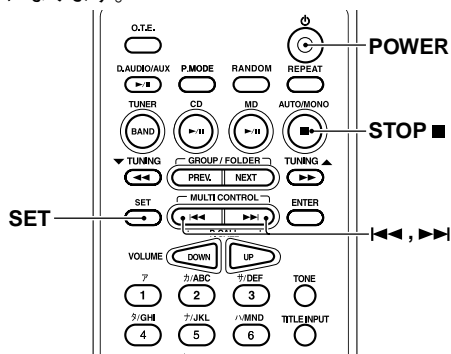 O.T.E.
POWER
D.AUDIO/AUX P.MODE RANDOM REPEAT
TUNER CD MD AUTO/MONO
BAND
STOP ■
▼ TUNING GROUP / FOLDER TUNING ▲
PREV. NEXT
SET MULTI CONTROL ENTER
SET
, 
VOLUME DOWN UP TONE
ア カ/ABC サ/DEF
1 2 3
タ/GHI ナ/JKL ハ/MNO TITLE INPUT
4 5 6